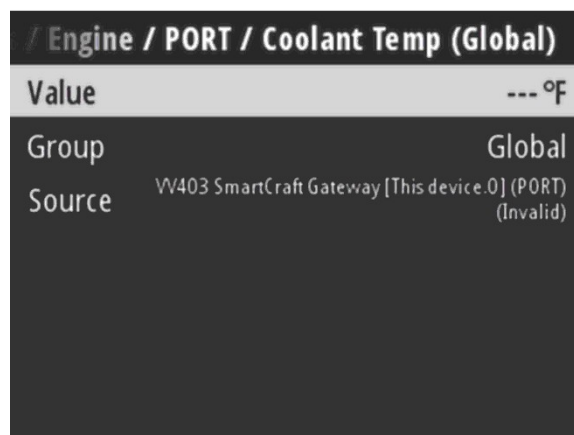 / Engine / PORT / Coolant Temp (Global)
Value --- °F
Group Global
Source VV403 SmartCraft Gateway [This device.0] (PORT)
(Invalid)